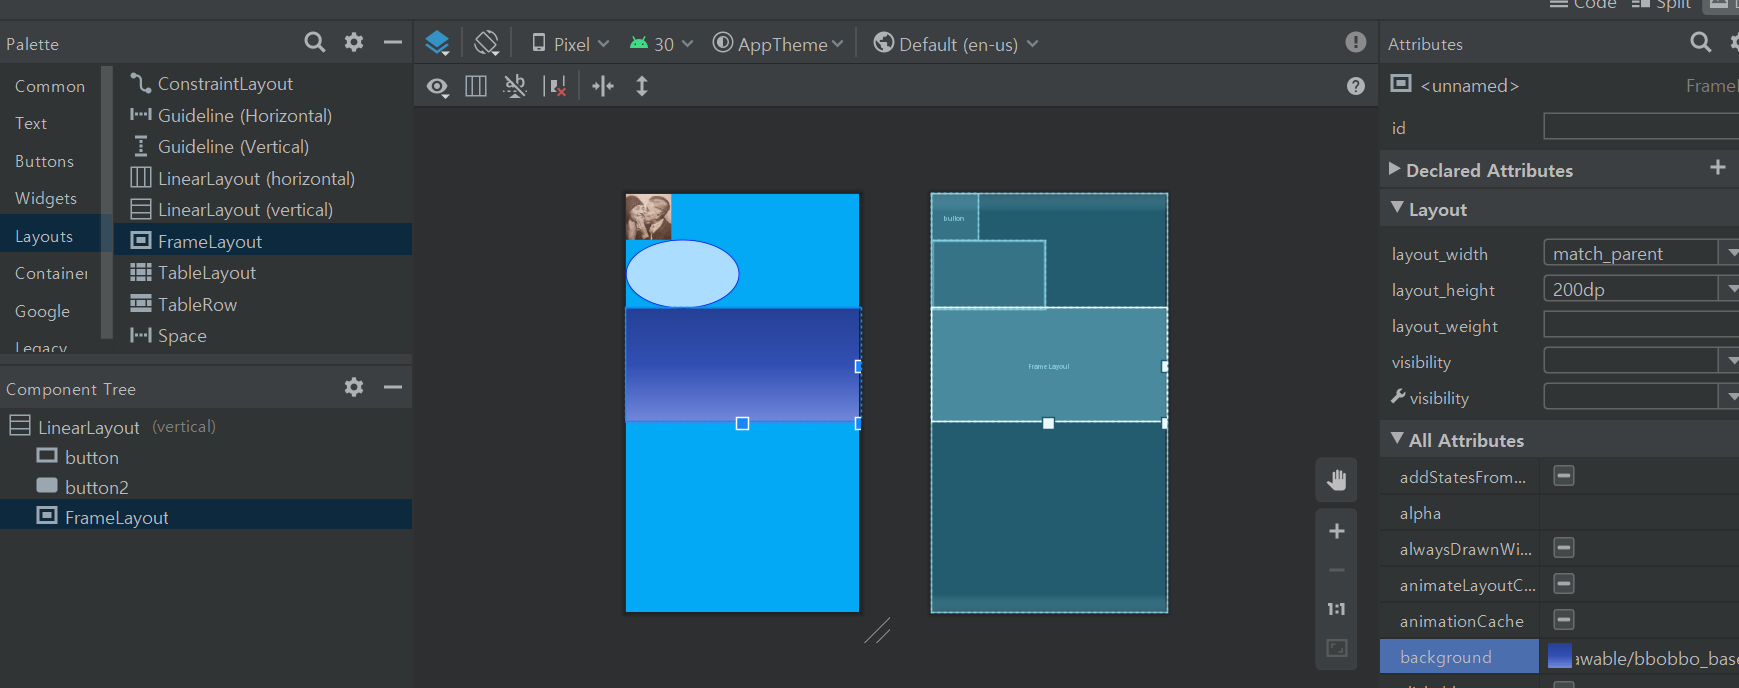 Code
Split
Palette
Pixel
30
AppTheme
Default (en-us)
Attributes
Common
Text
Buttons
Widgets
Layouts
Container
Google
Legacy
ConstraintLayout
Guideline (Horizontal)
Guideline (Vertical)
LinearLayout (horizontal)
LinearLayout (vertical)
FrameLayout
TableLayout
TableRow
Space
Component Tree
LinearLayout (vertical)
button
button2
FrameLayout
button
Frame Layout
<unnamed>
Framel
id
Declared Attributes
Layout
layout_width match_parent
layout_height 200dp
layout_weight
visibility
visibility
All Attributes
addStatesFrom...
alpha
alwaysDrawnWi...
animateLayoutC...
animationCache
background awable/bbobbo_base
1:1